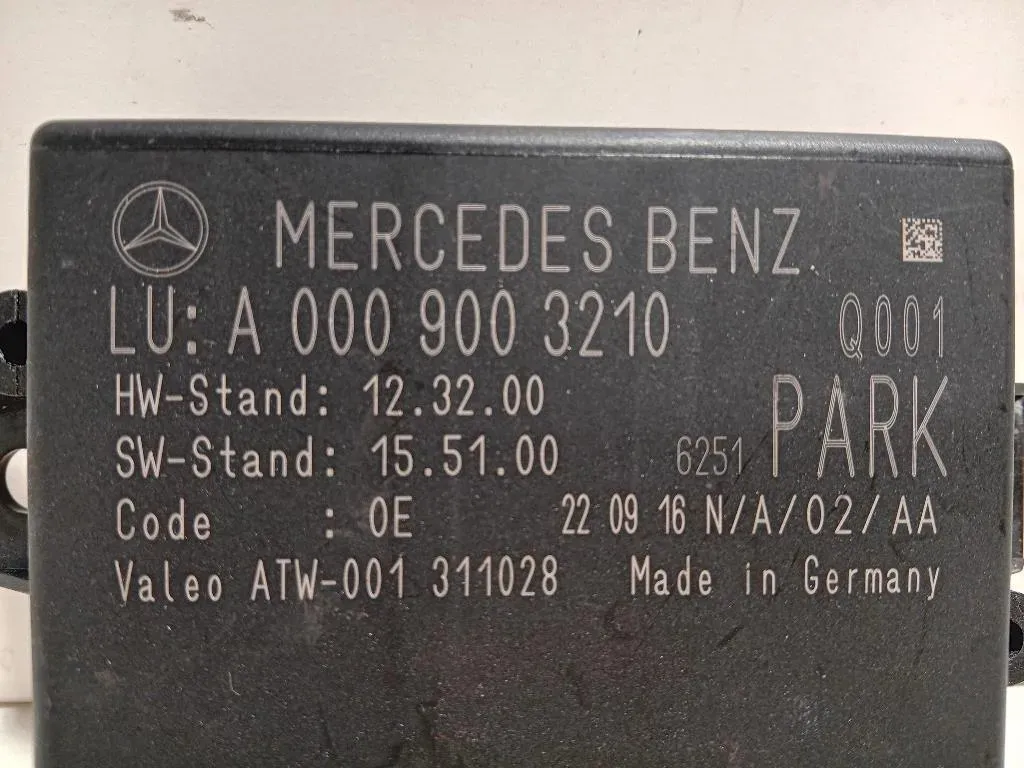 MERCEDES BENZ
LU: A 000 900 3210 Q001
HW-Stand: 12.32.00
SW-Stand: 15.51.00 6251 PARK
Code : 0E 22 09 16 N/A/02/AA
Valeo ATW-001 311028 Made in Germany